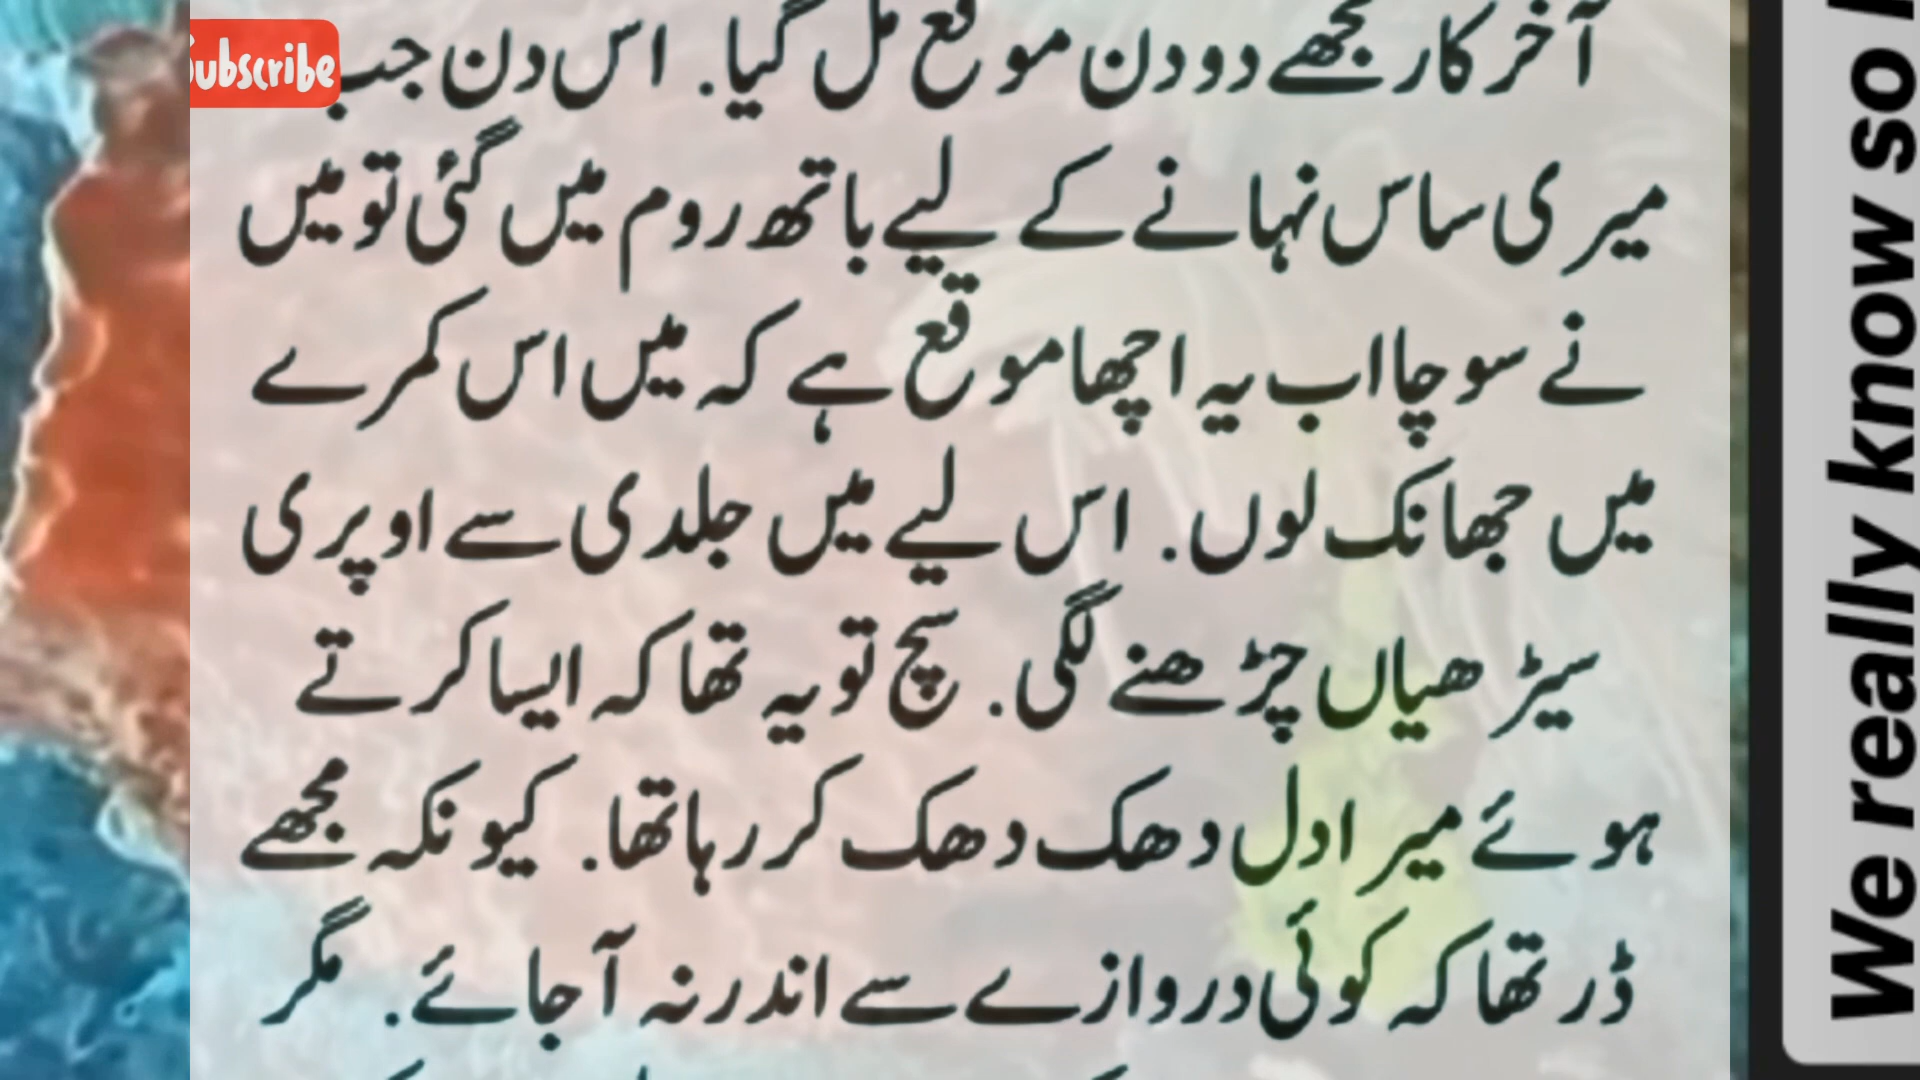 Subscribe
آخر کار مجھے دو دن موقع مل گیا. اس دن جب
میری ساس نہانے کے لیے باتھ روم میں گئی تو میں
نے سوچا اب یہ اچھا موقع ہے کہ میں اس کمرے
میں جھانک لوں. اس لیے میں جلدی سے اوپری
سیڑھیاں چڑھنے لگی. سچ تو یہ تھا کہ ایسا کرتے
ہوئے میرا دل دھک دھک کر رہا تھا. کیونکہ مجھے
ڈر تھا کہ کوئی دروازے سے اندر نہ آ جائے. مگر
We really know so